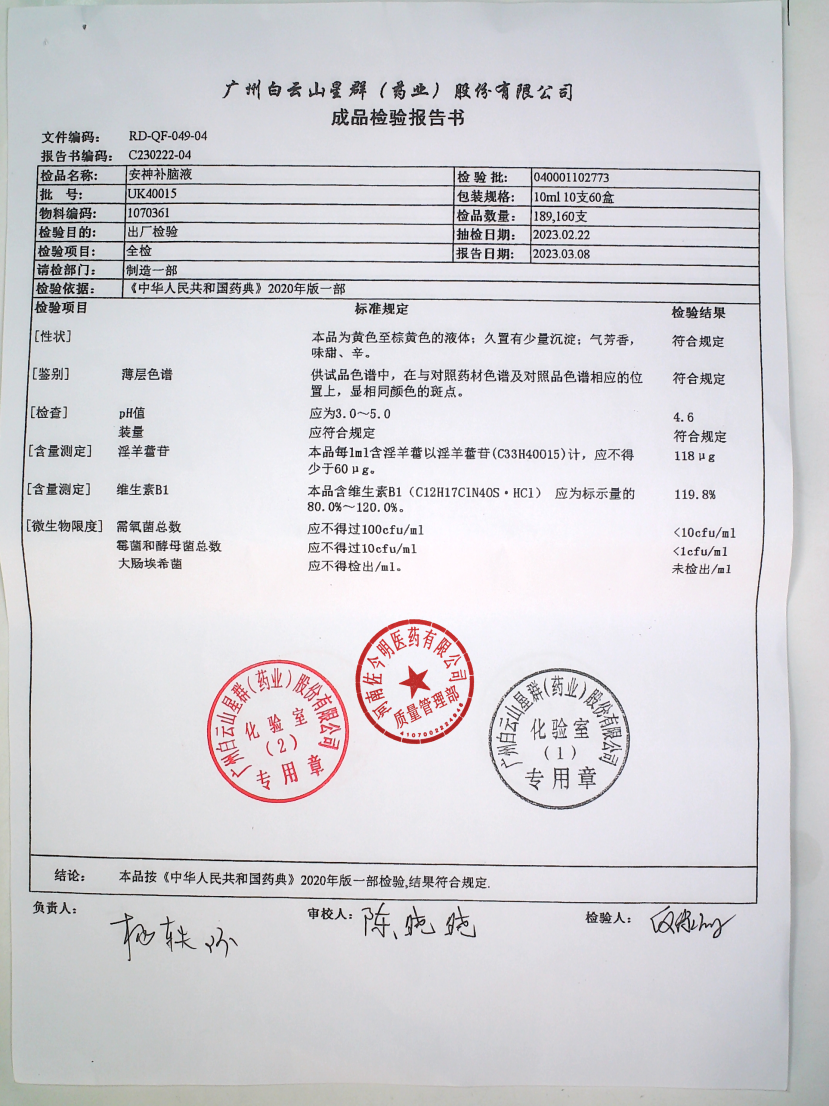 广州白云山星群（药业）股份有限公司
成品检验报告书
文件编码： RD-QF-049-04
报告书编码： C230222-04
检品名称: 安神补脑液 检 验 批: 040001102773
批 号: UK40015 包装规格: 10ml 10支60盒
物料编码: 1070361 检品数量： 189,160支
检验目的: 出厂检验 抽检日期： 2023.02.22
检验项目: 全检 报告日期： 2023.03.08
请检部门： 制造一部
检验依据: 《中华人民共和国药典》2020年版一部
检验项目 标准规定 检验结果
[性状] 本品为黄色至棕黄色的液体；久置有少量沉淀；气芳香，
味甜、辛。 符合规定
[鉴别] 薄层色谱 供试品色谱中，在与对照药材色谱及对照品色谱相应的位
置上，显相同颜色的斑点。 符合规定
[检查] pH值 应为3.0～5.0 4.6
装量 应符合规定 符合规定
[含量测定] 淫羊藿苷 本品每1ml含淫羊藿以淫羊藿苷(C33H40O15)计，应不得
少于60μg。 118μg
[含量测定] 维生素B1 本品含维生素B1（C12H17ClN4OS·HCl） 应为标示量的
80.0%～120.0%。 119.8%
[微生物限度] 需氧菌总数 应不得过100cfu/ml <10cfu/ml
霉菌和酵母菌总数 应不得过10cfu/ml <1cfu/ml
大肠埃希菌 应不得检出/ml。 未检出/ml
广州白云山星群(药业)股份有限公司
化验室
(2)
专用章
河南佐今明医药有限公司
质量管理部
广州白云山星群(药业)股份有限公司
化验室
(1)
专用章
结论: 本品按《中华人民共和国药典》2020年版一部检验,结果符合规定.
负责人: 审校人: 陈晓晓 检验人: